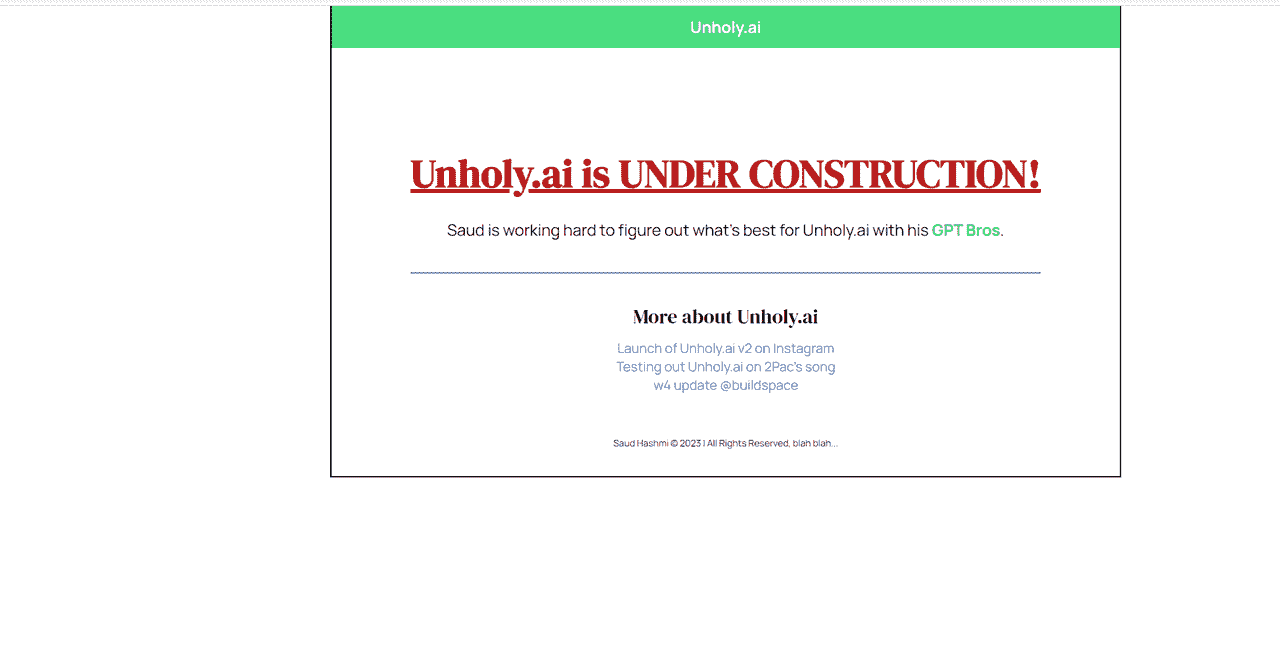 Unholy.ai
Unholy.ai is UNDER CONSTRUCTION!
Saud is working hard to figure out what's best for Unholy.ai with his GPT Bros.
More about Unholy.ai
Launch of Unholy.ai v2 on Instagram
Testing out Unholy.ai on 2Pac's song
w4 update @buildspace
Saud Hashmi © 2023 | All Rights Reserved, blah blah...